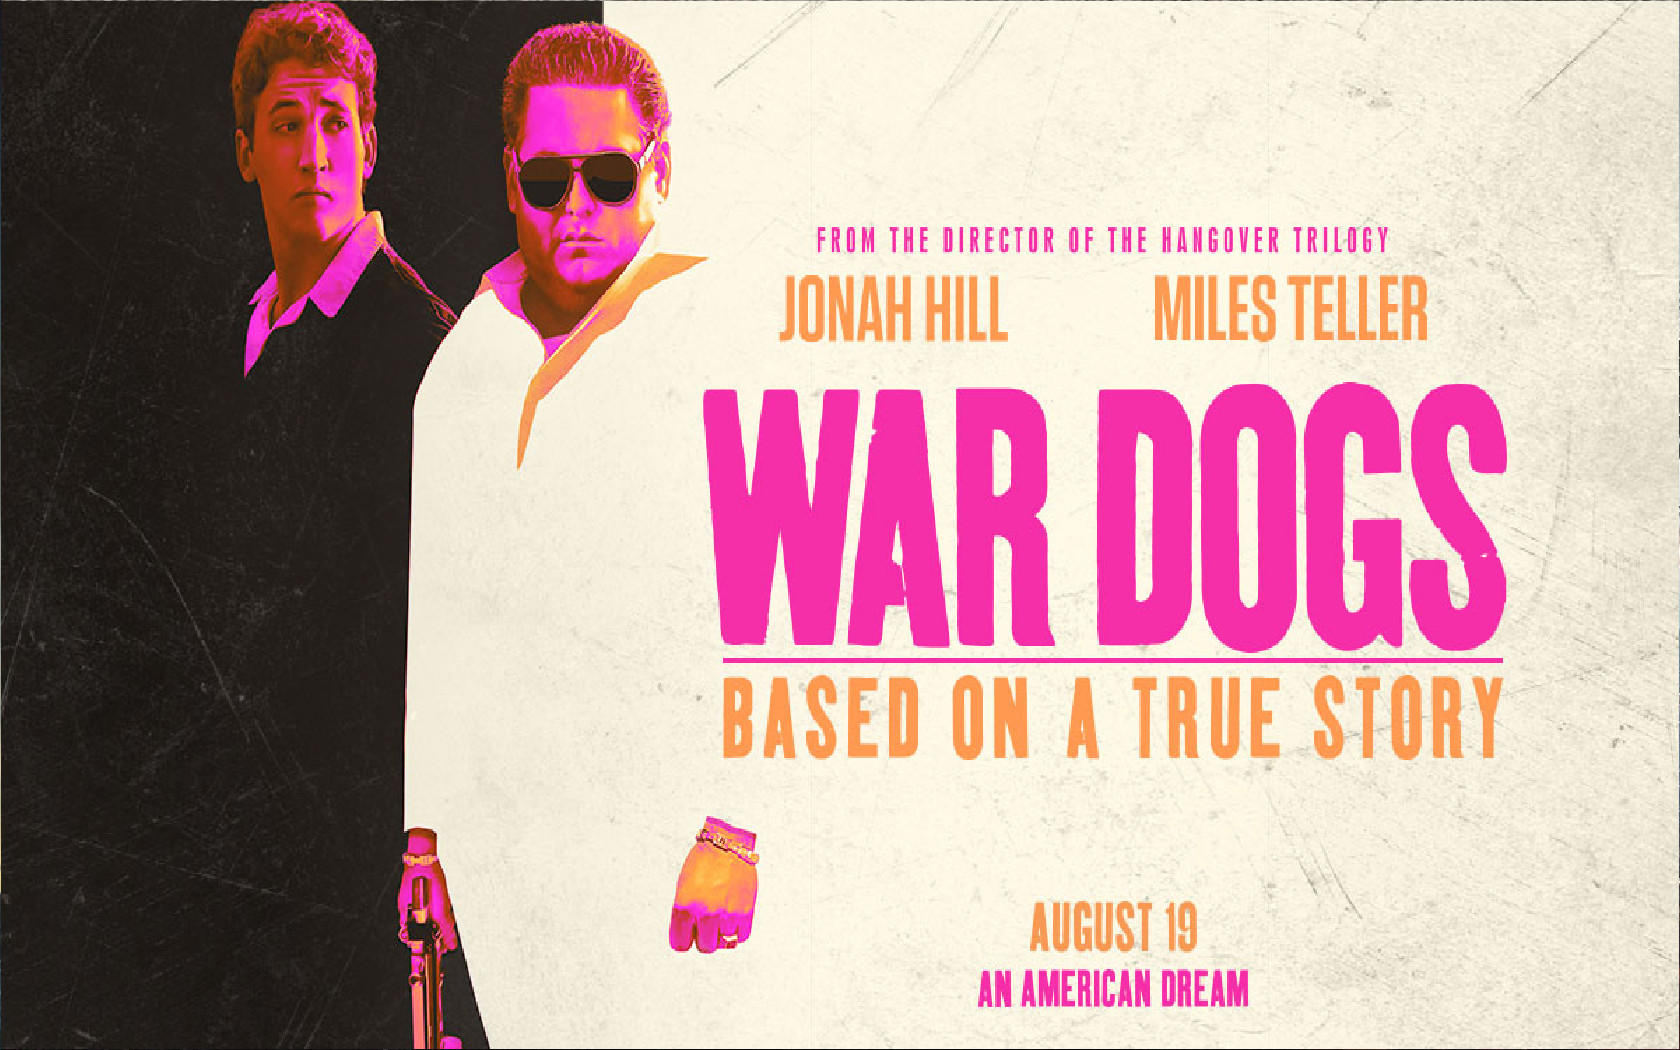 FROM THE DIRECTOR OF THE HANGOVER TRILOGY
JONAH HILL MILES TELLER
WAR DOGS
BASED ON A TRUE STORY
AUGUST 19
AN AMERICAN DREAM